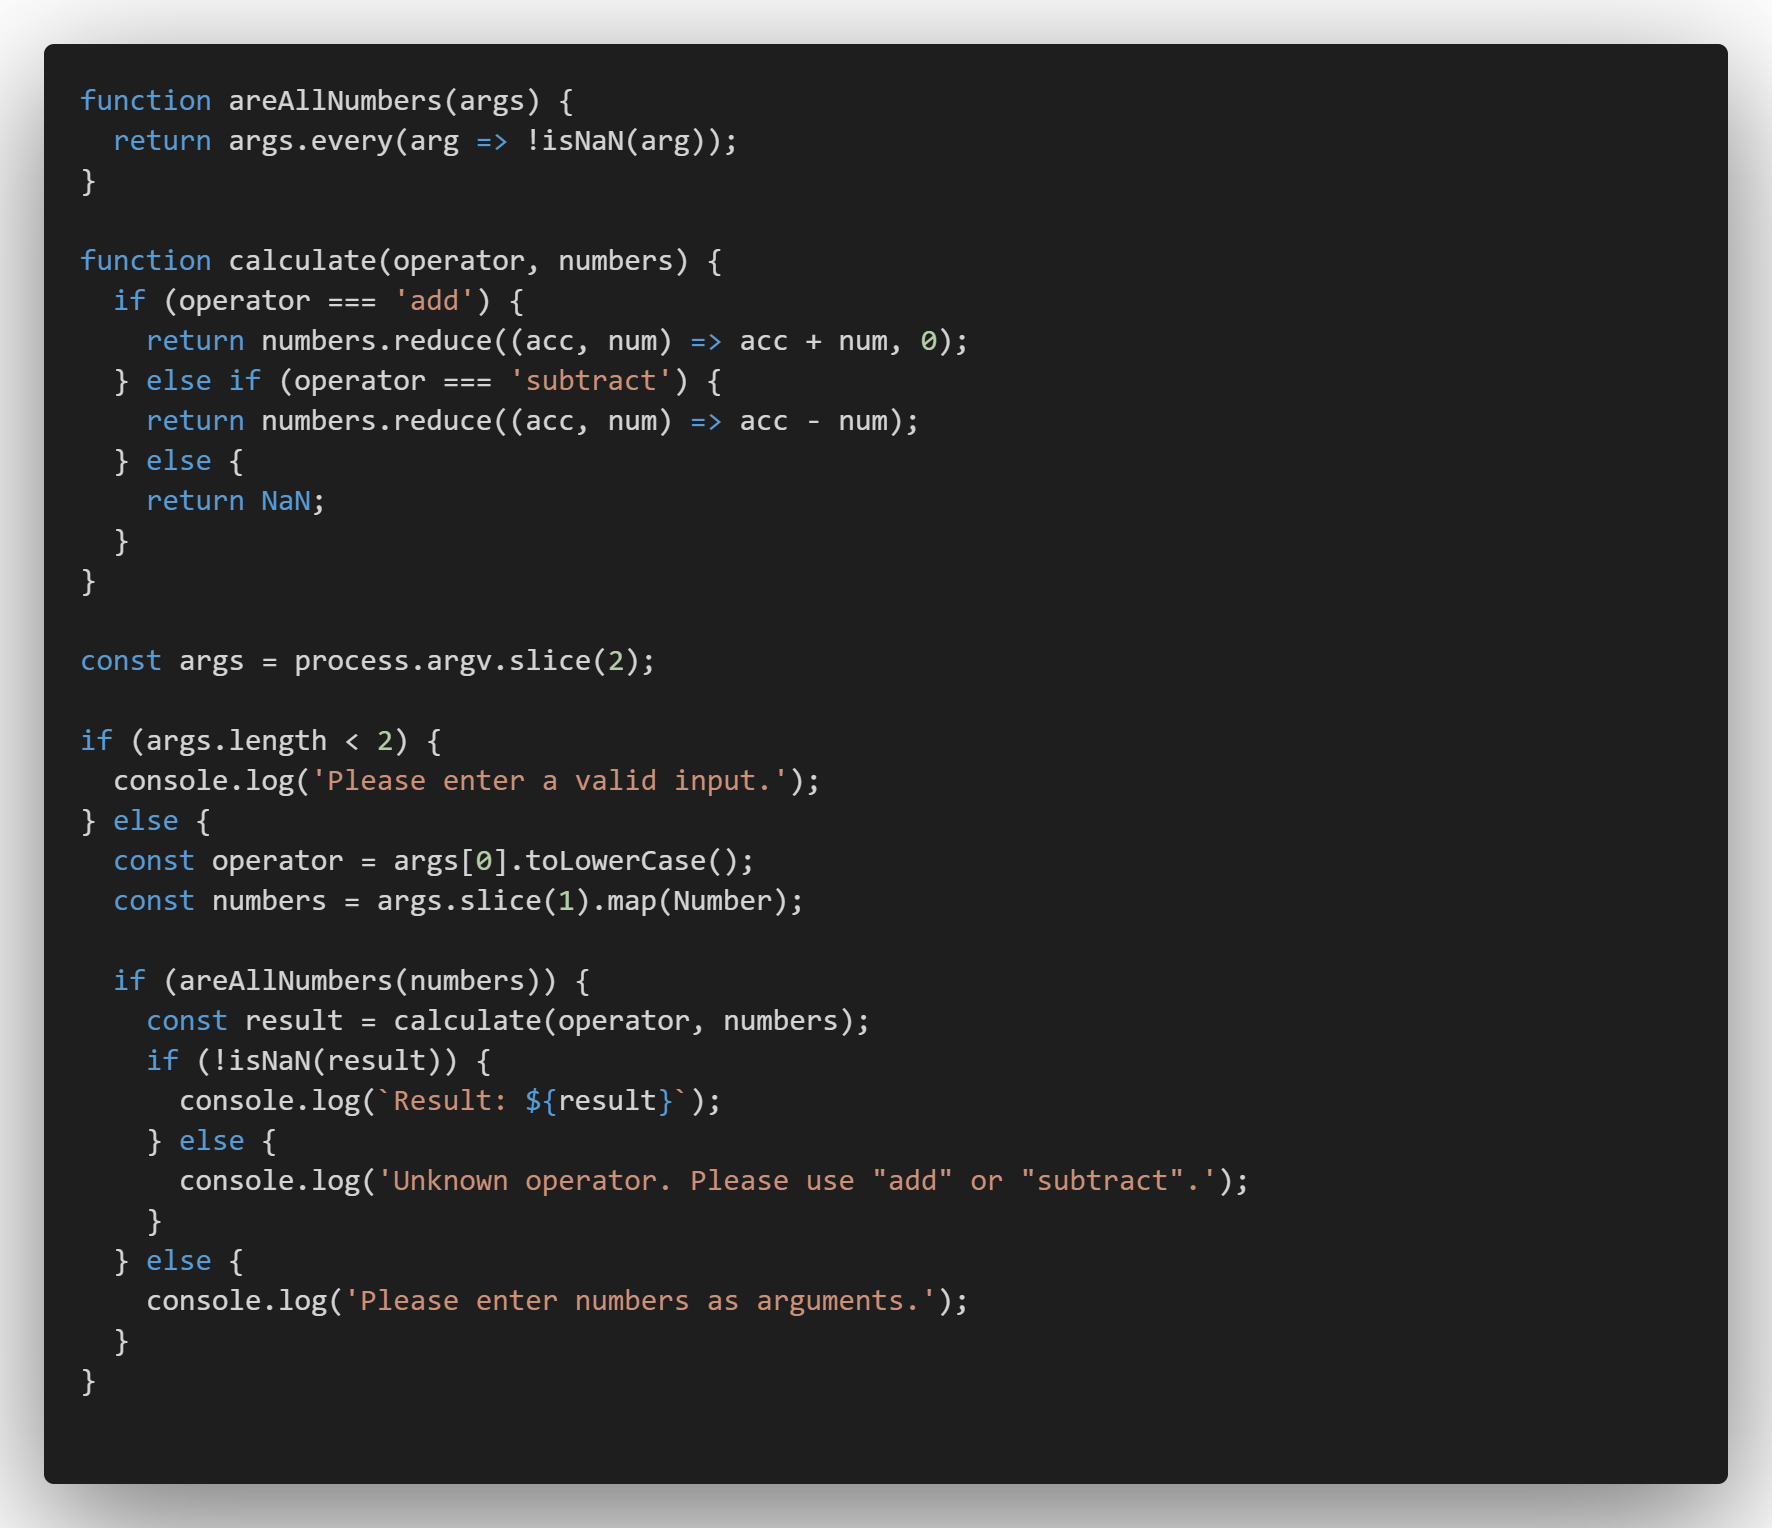 function areAllNumbers(args) {
  return args.every(arg => !isNaN(arg));
}

function calculate(operator, numbers) {
  if (operator === 'add') {
    return numbers.reduce((acc, num) => acc + num, 0);
  } else if (operator === 'subtract') {
    return numbers.reduce((acc, num) => acc - num);
  } else {
    return NaN;
  }
}

const args = process.argv.slice(2);

if (args.length < 2) {
  console.log('Please enter a valid input.');
} else {
  const operator = args[0].toLowerCase();
  const numbers = args.slice(1).map(Number);

  if (areAllNumbers(numbers)) {
    const result = calculate(operator, numbers);
    if (!isNaN(result)) {
      console.log(`Result: ${result}`);
    } else {
      console.log('Unknown operator. Please use "add" or "subtract".');
    }
  } else {
    console.log('Please enter numbers as arguments.');
  }
}